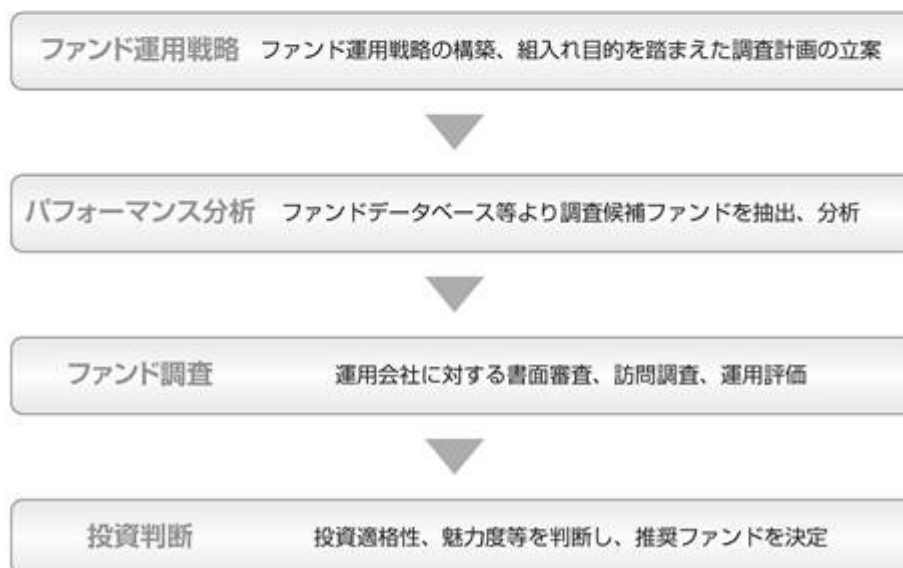 ファンド運用戦略 ファンド運用戦略の構築、組入れ目的を踏まえた調査計画の立案
パフォーマンス分析 ファンドデータベース等より調査候補ファンドを抽出、分析
ファンド調査 運用会社に対する書面審査、訪問調査、運用評価
投資判断 投資適格性、魅力度等を判断し、推奨ファンドを決定